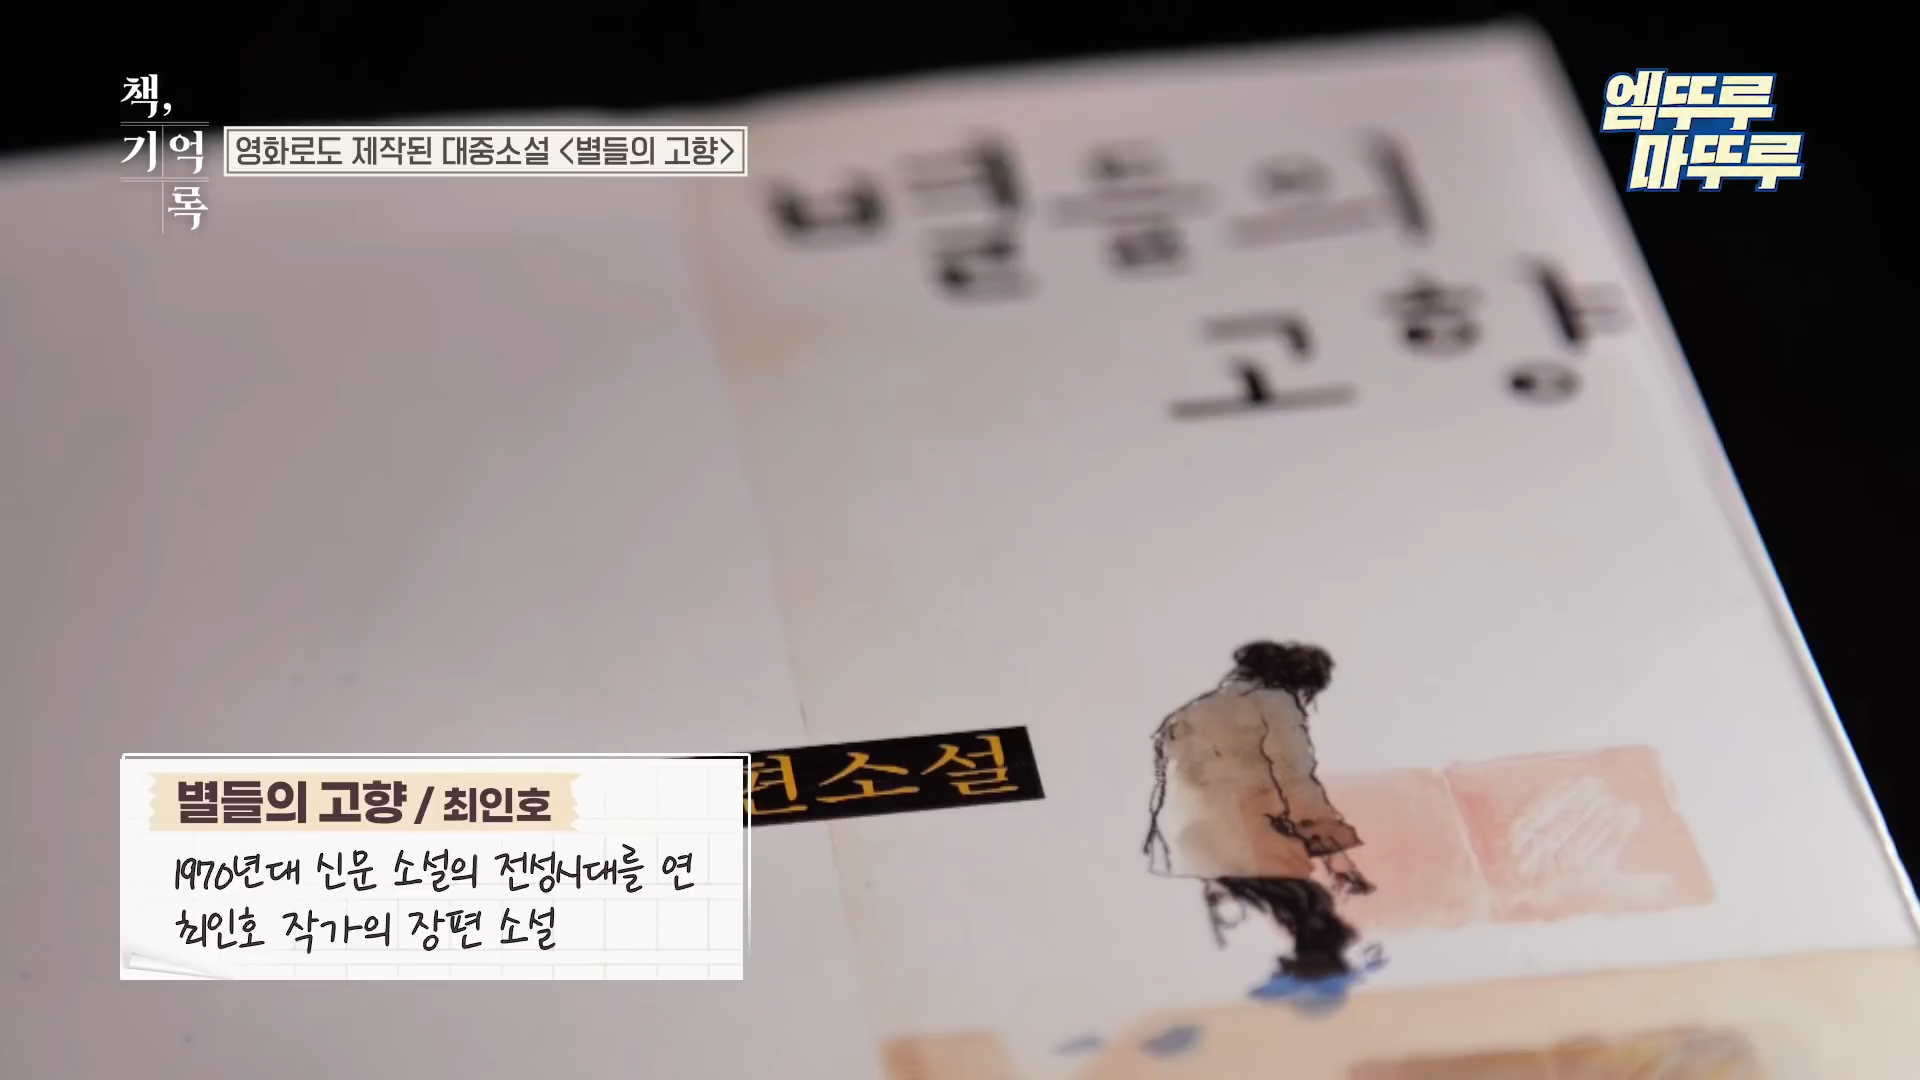 책,
기억
록
영화로도 제작된 대중소설 <별들의 고향>
엠뚜루
마뚜루
별들의
고향
편소설
별들의 고향 / 최인호
1970년대 신문 소설의 전성시대를 연
최인호 작가의 장편 소설